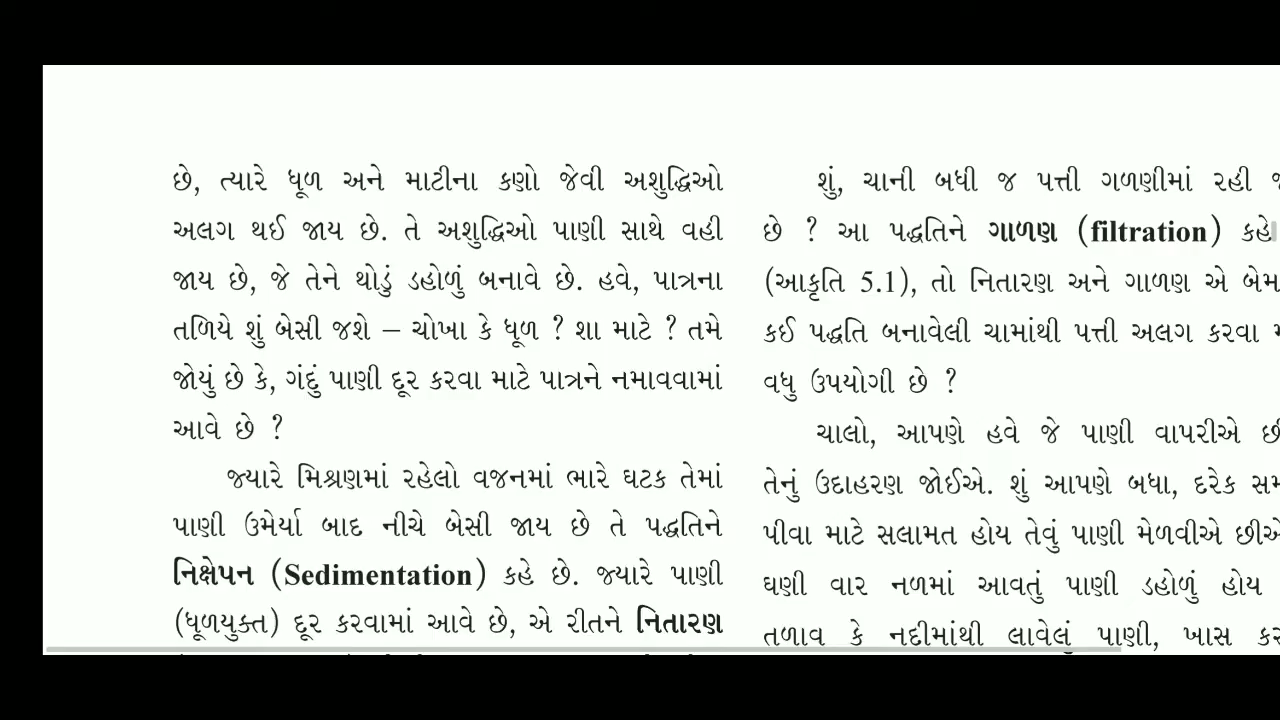 છે, ત્યારે ધૂળ અને માટીના કણો જેવી અશુદ્ધિઓ
અલગ થઈ જાય છે. તે અશુદ્ધિઓ પાણી સાથે વહી
જાય છે, જે તેને થોડું ડહોળું બનાવે છે. હવે, પાત્રના
તળિયે શું બેસી જશે – ચોખા કે ધૂળ ? શા માટે ? તમે
જોયું છે કે, ગંદું પાણી દૂર કરવા માટે પાત્રને નમાવવામાં
આવે છે ?
જ્યારે મિશ્રણમાં રહેલો વજનમાં ભારે ઘટક તેમાં
પાણી ઉમેર્યા બાદ નીચે બેસી જાય છે તે પદ્ધતિને
નિક્ષેપન (Sedimentation) કહે છે. જ્યારે પાણી
(ધૂળયુક્ત) દૂર કરવામાં આવે છે, એ રીતને નિતારણ
શું, ચાની બધી જ પત્તી ગળણીમાં રહી
છે ? આ પદ્ધતિને ગાળણ (filtration) કહે
(આકૃતિ 5.1), તો નિતારણ અને ગાળણ એ
કઈ પદ્ધતિ બનાવેલી ચામાંથી પત્તી અલગ કરવા
વધુ ઉપયોગી છે ?
ચાલો, આપણે હવે જે પાણી વાપરીએ
તેનું ઉદાહરણ જોઈએ. શું આપણે બધા, દરેક
પીવા માટે સલામત હોય તેવું પાણી મેળવીએ
ઘણી વાર નળમાં આવતું પાણી ડહોળું હોય
તળાવ કે નદીમાંથી લાવેલું પાણી, ખાસ